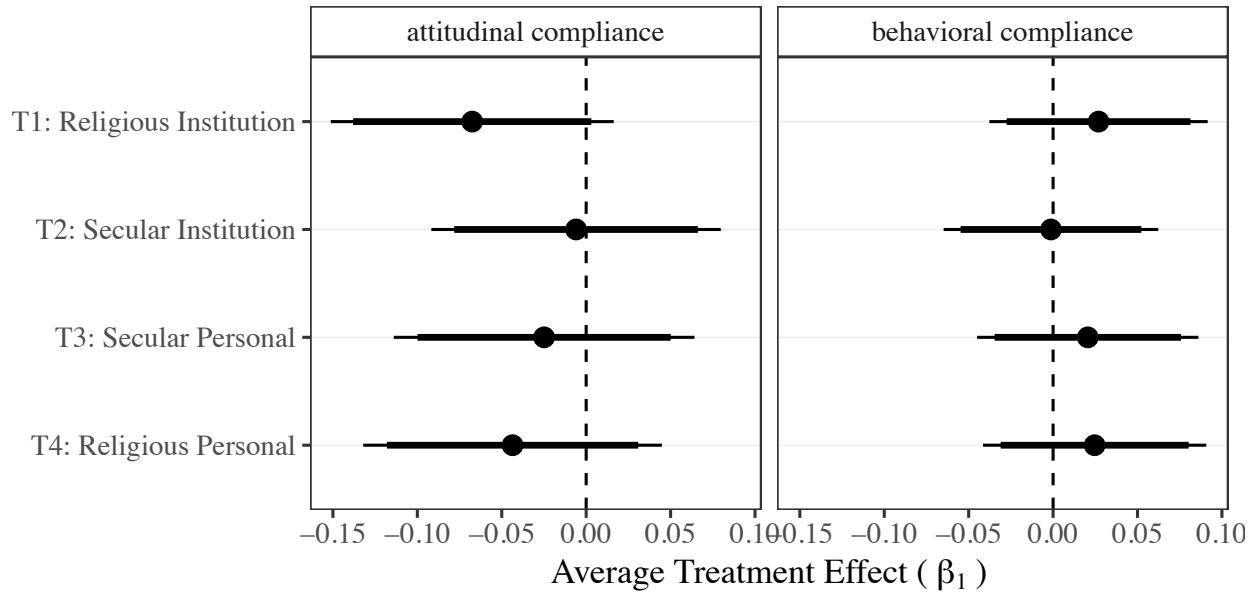 attitudinal compliance
behavioral compliance
T1: Religious Institution
T2: Secular Institution
T3: Secular Personal
T4: Religious Personal
−0.15 −0.10 −0.05 0.00 0.05 0.10
−0.15 −0.10 −0.05 0.00 0.05 0.10
Average Treatment Effect ( β₁ )